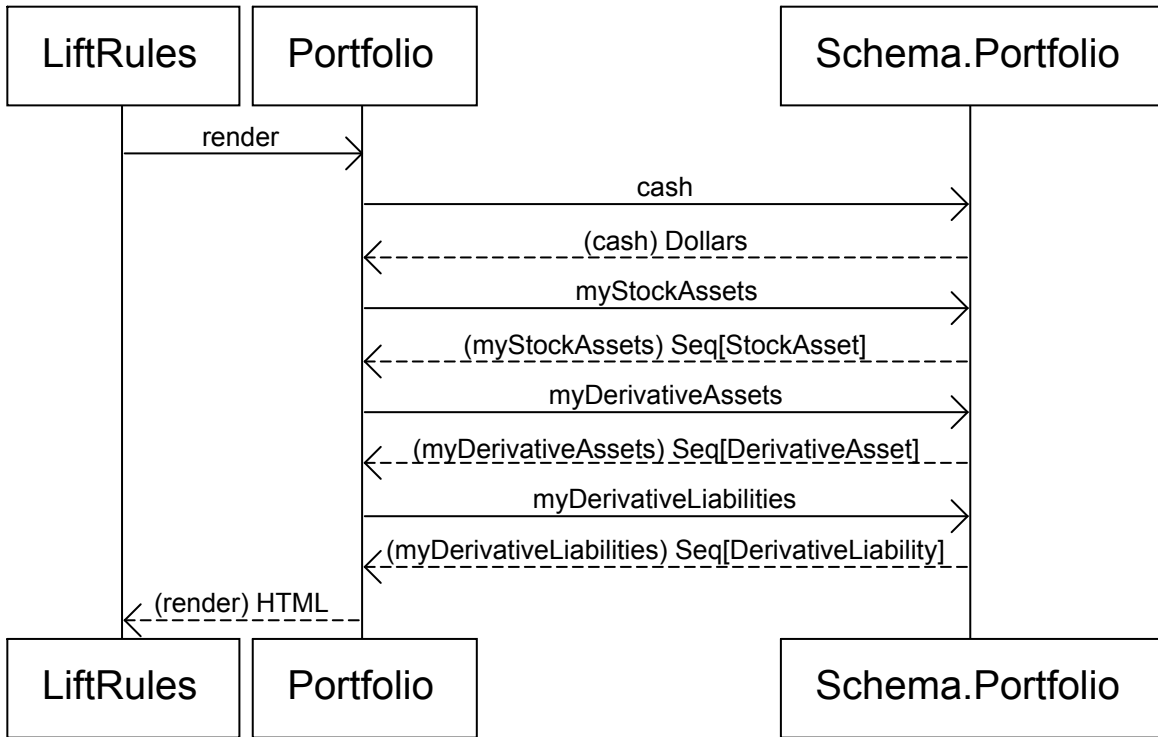 LiftRules
Portfolio
Schema.Portfolio
render
cash
(cash) Dollars
myStockAssets
(myStockAssets) Seq[StockAsset]
myDerivativeAssets
(myDerivativeAssets) Seq[DerivativeAsset]
myDerivativeLiabilities
(myDerivativeLiabilities) Seq[DerivativeLiability]
(render) HTML
LiftRules
Portfolio
Schema.Portfolio